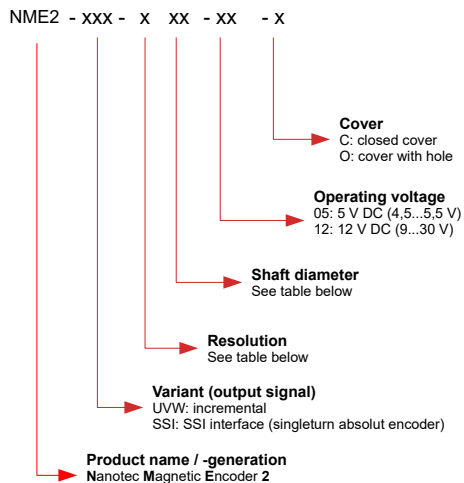 NME2 - xxx - x xx - xx - x
Cover
C: closed cover
O: cover with hole
Operating voltage
05: 5 V DC (4,5...5,5 V)
12: 12 V DC (9...30 V)
Shaft diameter
See table below
Resolution
See table below
Variant (output signal)
UVW: incremental
SSI: SSI interface (singleturn absolut encoder)
Product name / -generation
Nanotec Magnetic Encoder 2